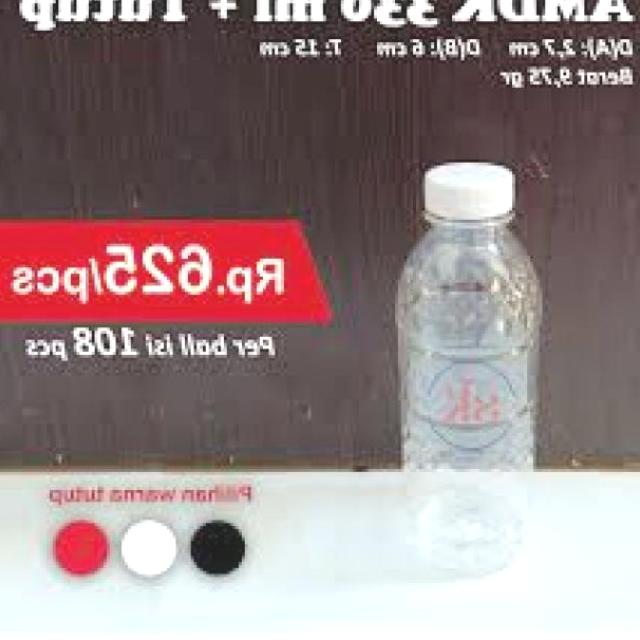 AMDK 330 ml + Tutup
D(A): 2,7 cm D(B): 6 cm T: 15 cm
Berat 9,75 gr
Rp.625/pcs
Per ball isi 108 pcs
Pilihan warna tutup